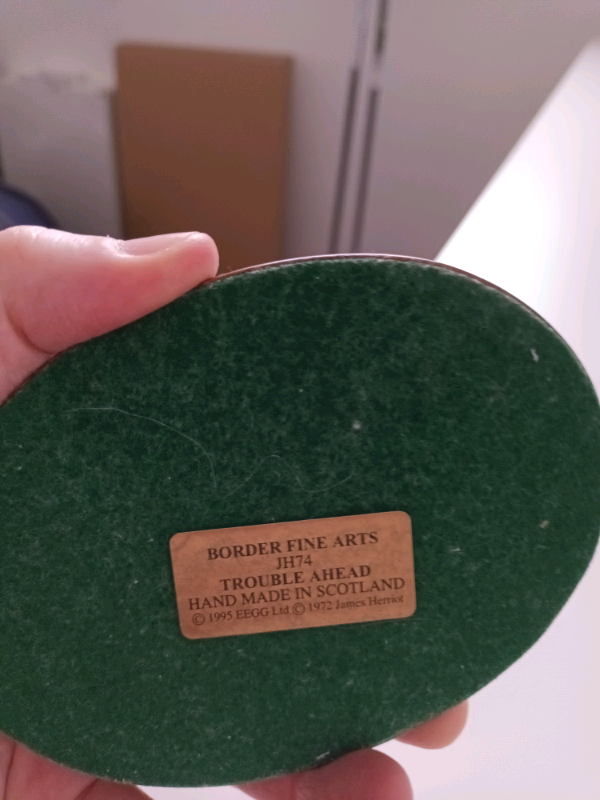 BORDER FINE ARTS
JH74
TROUBLE AHEAD
HAND MADE IN SCOTLAND
© 1995 EEGG Ltd © 1972 James Herriot